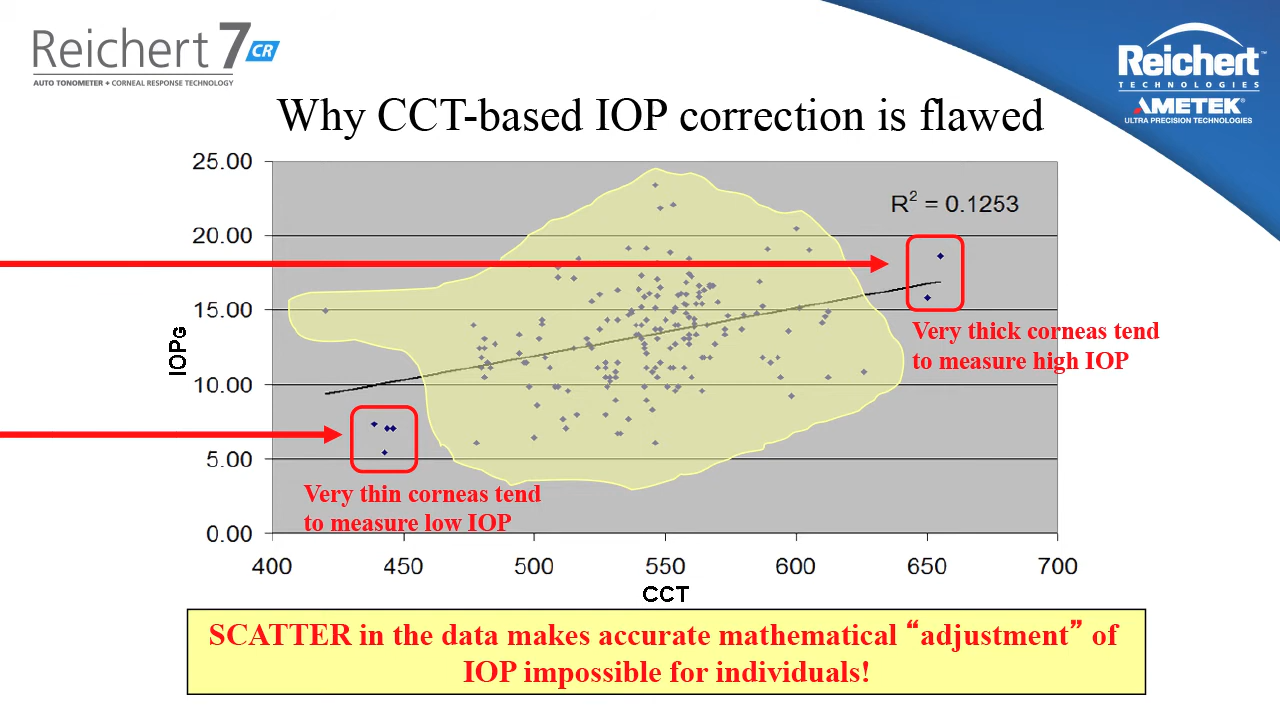 Reichert 7 CR
AUTO TONOMETER + CORNEAL RESPONSE TECHNOLOGY
Reichert™
TECHNOLOGIES
AMETEK®
ULTRA PRECISION TECHNOLOGIES
Why CCT-based IOP correction is flawed
25.00
20.00
15.00
10.00
5.00
0.00
IOPG
R² = 0.1253
Very thick corneas tend
to measure high IOP
Very thin corneas tend
to measure low IOP
400 450 500 550 600 650 700
CCT
SCATTER in the data makes accurate mathematical “adjustment” of
IOP impossible for individuals!